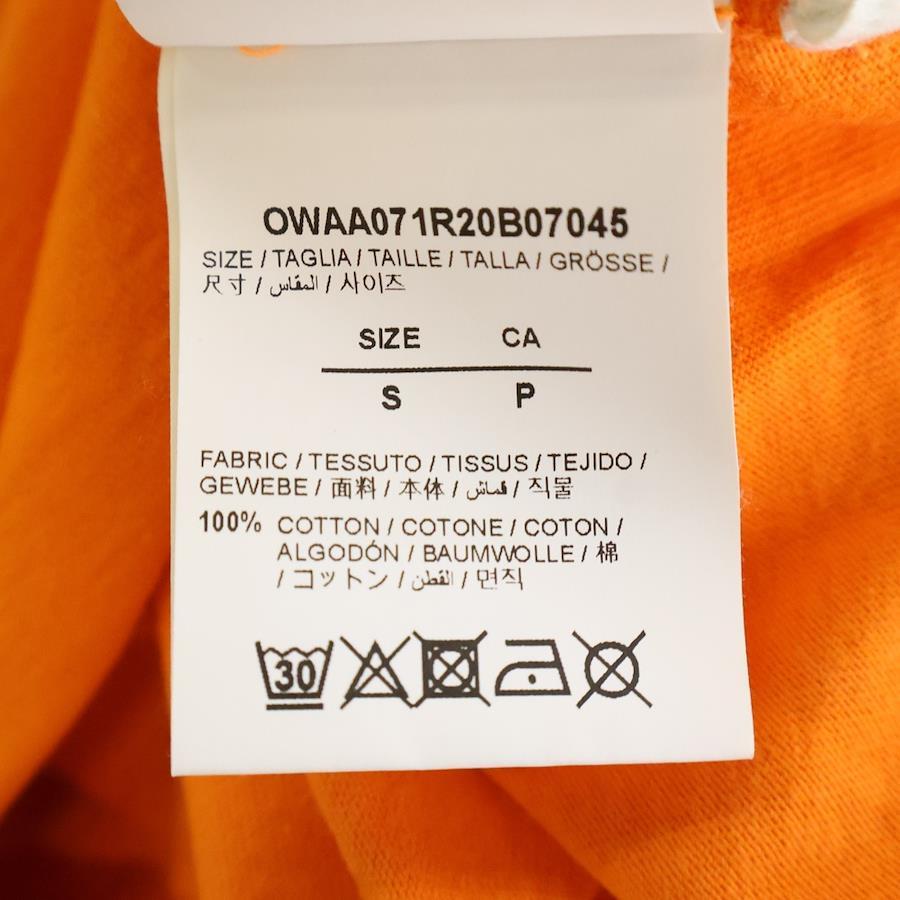 OWAA071R20B07045
SIZE / TAGLIA / TAILLE / TALLA / GRÖSSE /
尺寸 / المقاس / 사이즈
SIZE CA
S P
FABRIC / TESSUTO / TISSUS / TEJIDO /
GEWEBE / 面料 / 本体 / قماش / 직물
100% COTTON / COTONE / COTON /
ALGODÓN / BAUMWOLLE / 棉
/ コットン / القطن / 면직
30